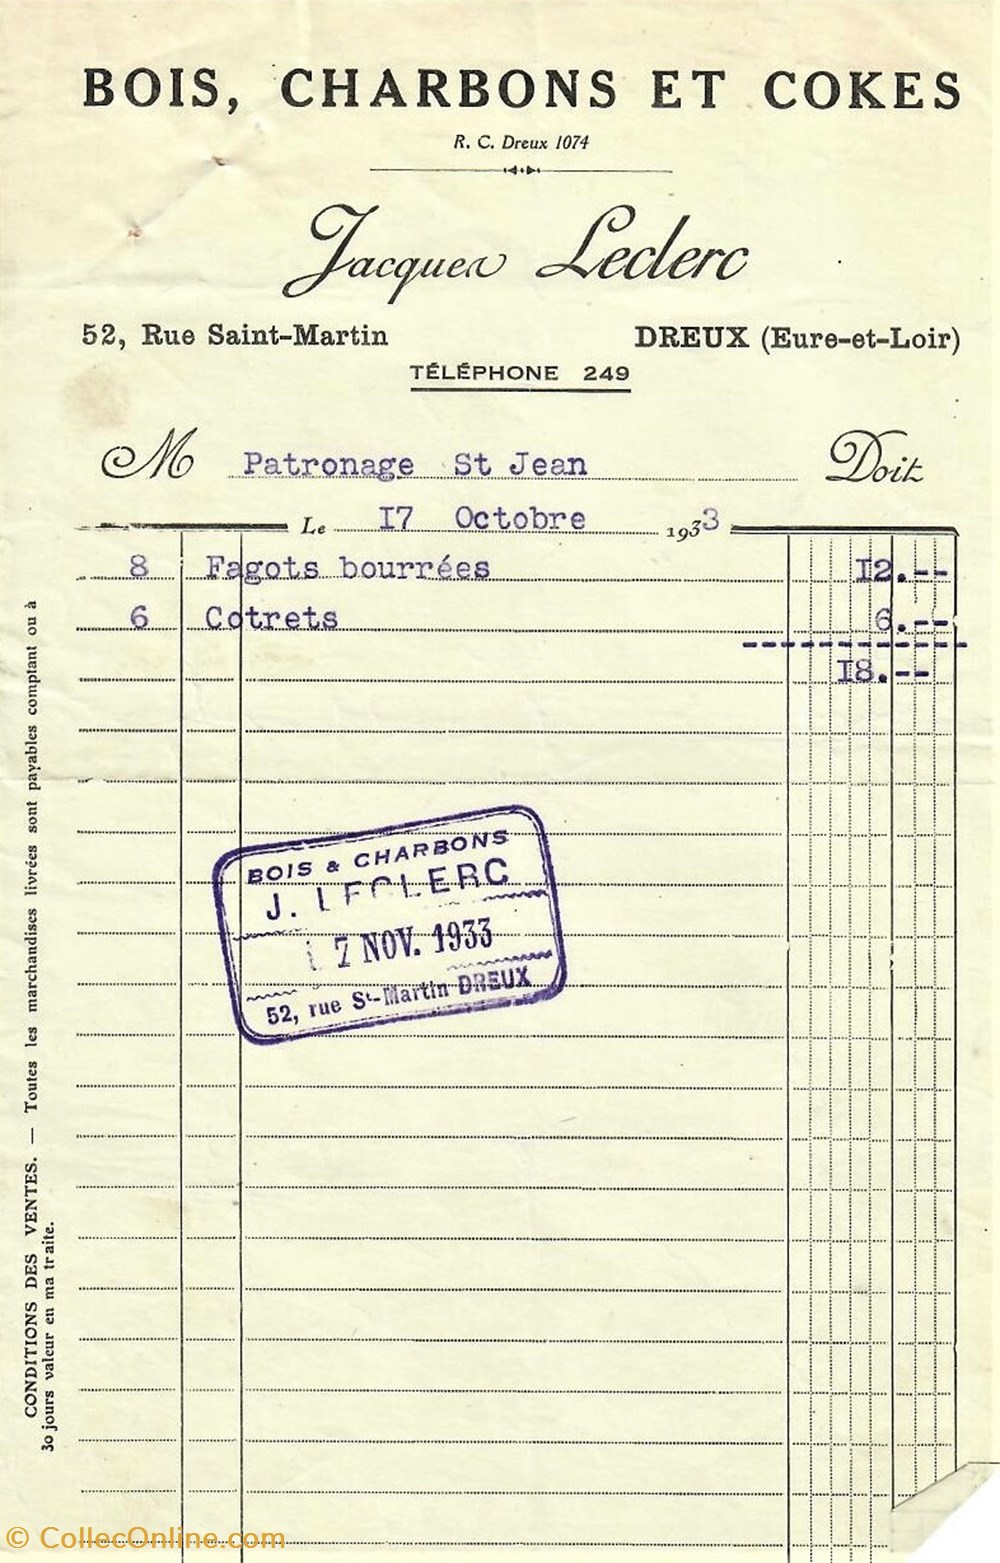 BOIS, CHARBONS ET COKES
R. C. Dreux 1074
Jacques Leclerc
52, Rue Saint-Martin DREUX (Eure-et-Loir)
TÉLÉPHONE 249
M Patronage St Jean Doit
Le 17 Octobre 1933
8 Fagots bourrées 12.--
6 Cotrets 6.--
18.--
BOIS & CHARBONS
J. LECLERC
7 NOV. 1933
52, rue St-Martin DREUX
CONDITIONS DES VENTES. — Toutes les marchandises livrées sont payables comptant ou à
30 jours valeur en ma traite.
© CollecOnline.com